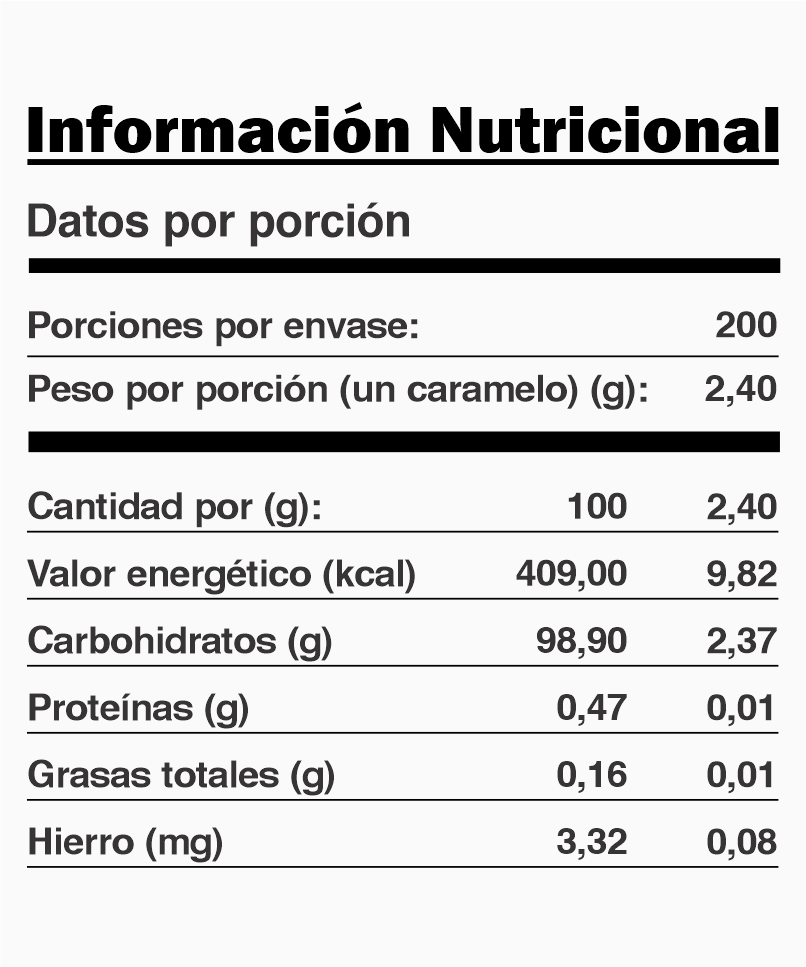 Información Nutricional
Datos por porción
Porciones por envase: 200
Peso por porción (un caramelo) (g): 2,40
Cantidad por (g): 100 2,40
Valor energético (kcal) 409,00 9,82
Carbohidratos (g) 98,90 2,37
Proteínas (g) 0,47 0,01
Grasas totales (g) 0,16 0,01
Hierro (mg) 3,32 0,08